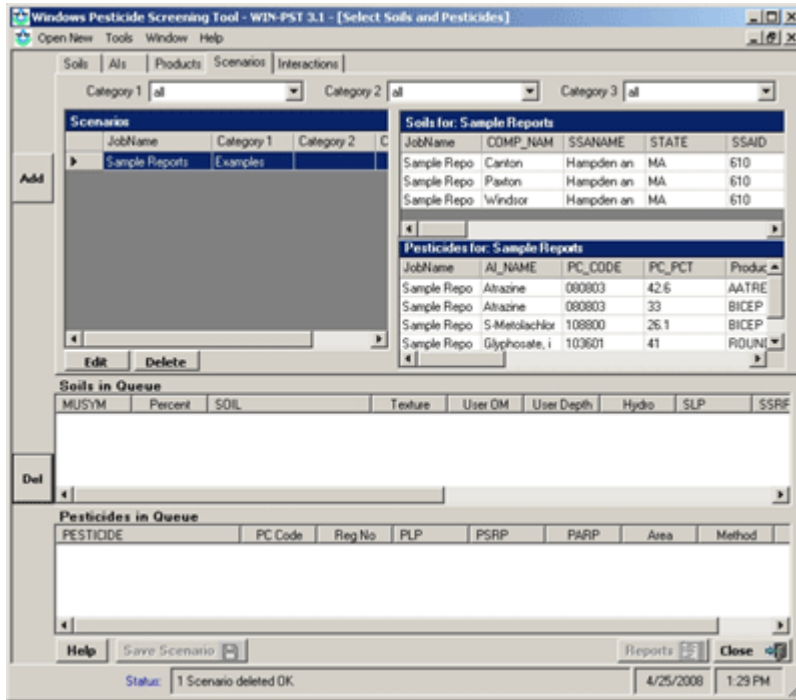 Windows Pesticide Screening Tool - WIN-PST 3.1 - [Select Soils and Pesticides]
Open New Tools Window Help
Soils AIs Products Scenarios Interactions
Category 1 all Category 2 all Category 3 all
Scenarios
JobName Category 1 Category 2 C
Sample Reports Examples
Add
Soils for: Sample Reports
JobName COMP_NAM SSANAME STATE SSAID
Sample Repo Canton Hampden an MA 610
Sample Repo Paxton Hampden an MA 610
Sample Repo Windsor Hampden an MA 610
Pesticides for: Sample Reports
JobName AI_NAME PC_CODE PC_PCT Produc
Sample Repo Atrazine 080803 42.6 AATRE
Sample Repo Atrazine 080803 33 BICEP
Sample Repo S-Metolachlor 108800 26.1 BICEP
Sample Repo Glyphosate, i 103601 41 ROUND
Edit Delete
Soils in Queue
MUSYM Percent SOIL Texture User OM User Depth Hydro SLP SSRP
Del
Pesticides in Queue
PESTICIDE PC Code Reg No PLP PSRP PARP Area Method
Help Save Scenario Reports Close
Status: 1 Scenario deleted OK 4/25/2008 1:29 PM